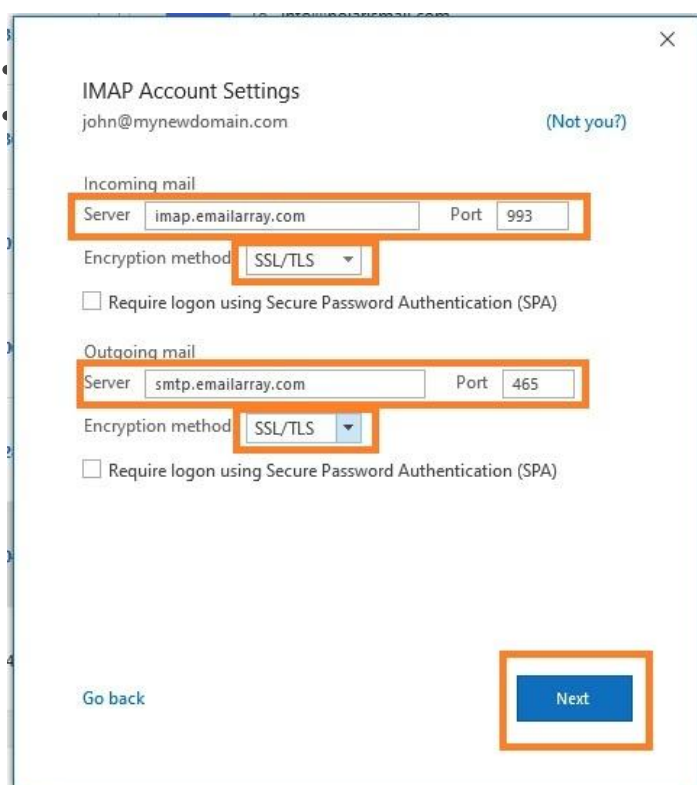 IMAP Account Settings
john@mynewdomain.com (Not you?)
Incoming mail
Server imap.emailarray.com Port 993
Encryption method SSL/TLS
Require logon using Secure Password Authentication (SPA)
Outgoing mail
Server smtp.emailarray.com Port 465
Encryption method SSL/TLS
Require logon using Secure Password Authentication (SPA)
Go back Next